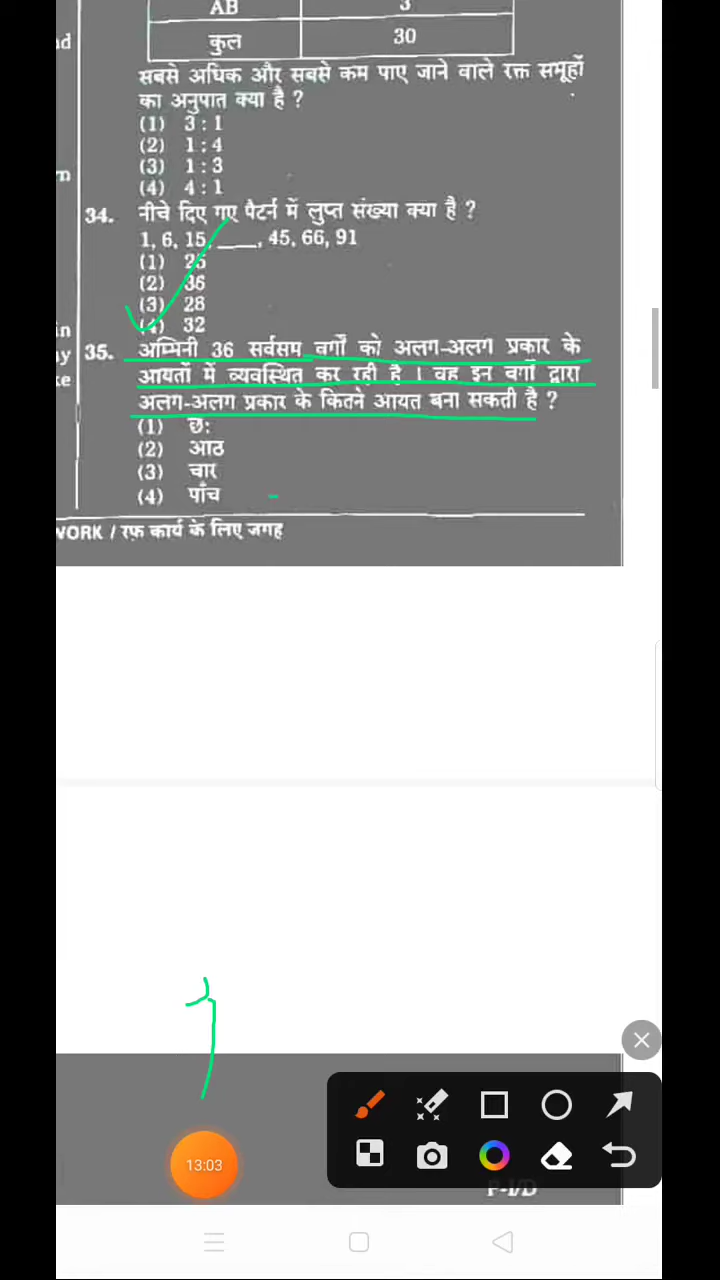 AB 3
कुल 30
सबसे अधिक और सबसे कम पाए जाने वाले रक्त समूहों
का अनुपात क्या है ?
(1) 3 : 1
(2) 1 : 4
(3) 1 : 3
(4) 4 : 1
34. नीचे दिए गए पैटर्न में लुप्त संख्या क्या है ?
1, 6, 15, ____, 45, 66, 91
(1) 25
(2) 36
(3) 28
(4) 32
35. अम्मिनी 36 सर्वसम वर्गों को अलग-अलग प्रकार के
आयतों में व्यवस्थित कर रही है । वह इन वर्गों द्वारा
अलग-अलग प्रकार के कितने आयत बना सकती है ?
(1) छः
(2) आठ
(3) चार
(4) पाँच
WORK / रफ़ कार्य के लिए जगह
13:03
P-I/D